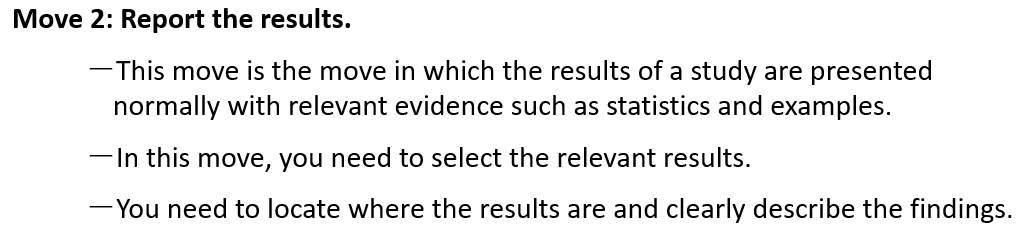 Move 2: Report the results.
—This move is the move in which the results of a study are presented
normally with relevant evidence such as statistics and examples.
—In this move, you need to select the relevant results.
—You need to locate where the results are and clearly describe the findings.